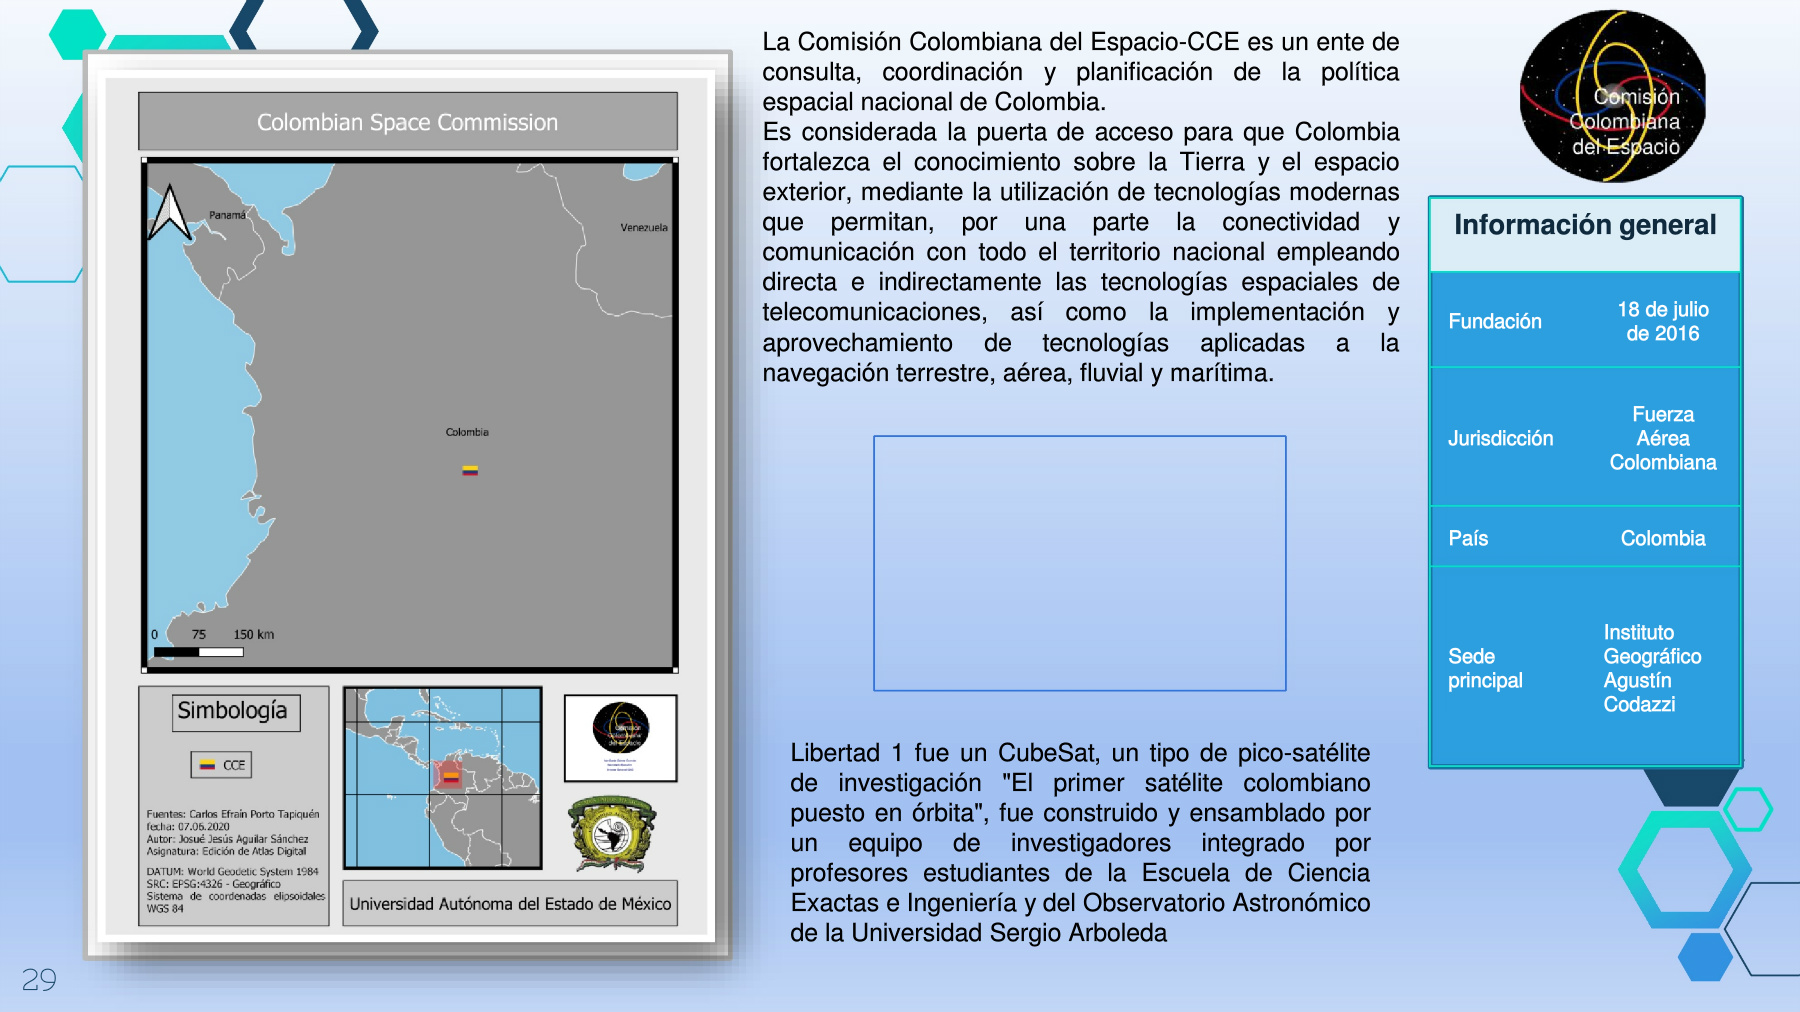 Colombian Space Commission
Panamá
Venezuela
Colombia
0 75 150 km
Simbología
CCE
Fuentes: Carlos Efraín Porto Tapiquén
fecha: 07.06.2020
Autor: Josué Jesús Aguilar Sánchez
Asignatura: Edición de Atlas Digital
DATUM: World Geodetic System 1984
SRC: EPSG:4326 - Geográfico
Sistema de coordenadas elipsoidales
WGS 84
Universidad Autónoma del Estado de México
29
La Comisión Colombiana del Espacio-CCE es un ente de
consulta, coordinación y planificación de la política
espacial nacional de Colombia.
Es considerada la puerta de acceso para que Colombia
fortalezca el conocimiento sobre la Tierra y el espacio
exterior, mediante la utilización de tecnologías modernas
que permitan, por una parte la conectividad y
comunicación con todo el territorio nacional empleando
directa e indirectamente las tecnologías espaciales de
telecomunicaciones, así como la implementación y
aprovechamiento de tecnologías aplicadas a la
navegación terrestre, aérea, fluvial y marítima.
Libertad 1 fue un CubeSat, un tipo de pico-satélite
de investigación "El primer satélite colombiano
puesto en órbita", fue construido y ensamblado por
un equipo de investigadores integrado por
profesores estudiantes de la Escuela de Ciencia
Exactas e Ingeniería y del Observatorio Astronómico
de la Universidad Sergio Arboleda
Comisión
Colombiana
del Espacio
Información general
Fundación
18 de julio
de 2016
Jurisdicción
Fuerza
Aérea
Colombiana
País
Colombia
Sede
principal
Instituto
Geográfico
Agustín
Codazzi